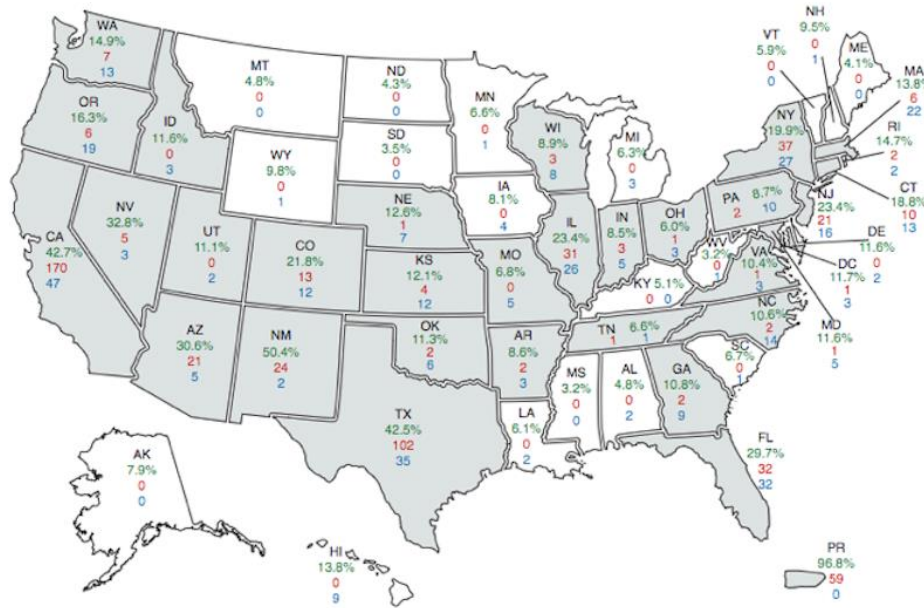 WA
14.9%
7
13
OR
16.3%
6
19
CA
42.7%
170
47
NV
32.8%
5
3
ID
11.6%
0
3
MT
4.8%
0
0
WY
9.8%
0
1
UT
11.1%
0
2
AZ
30.6%
21
5
CO
21.8%
13
12
NM
50.4%
24
2
ND
4.3%
0
0
SD
3.5%
0
0
NE
12.6%
1
7
KS
12.1%
4
12
OK
11.3%
2
6
TX
42.5%
102
35
MN
6.6%
0
1
IA
8.1%
0
4
MO
6.8%
0
5
AR
8.6%
2
3
LA
6.1%
0
2
WI
8.9%
3
8
IL
23.4%
31
26
MI
6.3%
0
3
IN
8.5%
3
5
OH
6.0%
1
3
KY 5.1%
0 0
TN 6.6%
1 1
MS
3.2%
0
0
AL
4.8%
0
2
GA
10.8%
2
9
FL
29.7%
32
32
SC
6.7%
0
1
NC
10.6%
2
14
VA
10.4%
1
3
WV
3.2%
0
1
PA 8.7%
2 10
NY
19.9%
37
27
VT
5.9%
0
0
NH
9.5%
0
1
ME
4.1%
0
0
MA
13.8%
6
22
RI
14.7%
2
2
CT
18.8%
10
13
NJ
23.4%
21
16
DE
11.6%
0
2
DC
11.7%
1
3
MD
11.6%
1
5
AK
7.9%
0
0
HI
13.8%
0
9
PR
96.8%
59
0